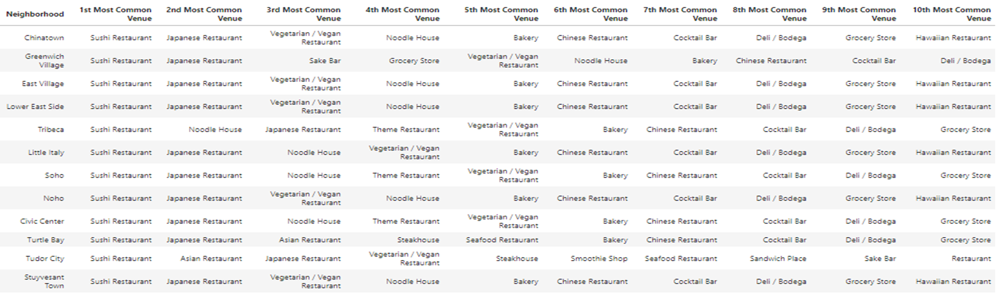 Neighborhood 1st Most Common Venue 2nd Most Common Venue 3rd Most Common Venue 4th Most Common Venue 5th Most Common Venue 6th Most Common Venue 7th Most Common Venue 8th Most Common Venue 9th Most Common Venue 10th Most Common Venue
Chinatown Sushi Restaurant Japanese Restaurant Vegetarian / Vegan Restaurant Noodle House Bakery Chinese Restaurant Cocktail Bar Deli / Bodega Grocery Store Hawaiian Restaurant
Greenwich Village Sushi Restaurant Japanese Restaurant Sake Bar Grocery Store Vegetarian / Vegan Restaurant Noodle House Bakery Chinese Restaurant Cocktail Bar Deli / Bodega
East Village Sushi Restaurant Japanese Restaurant Vegetarian / Vegan Restaurant Noodle House Bakery Chinese Restaurant Cocktail Bar Deli / Bodega Grocery Store Hawaiian Restaurant
Lower East Side Sushi Restaurant Japanese Restaurant Vegetarian / Vegan Restaurant Noodle House Bakery Chinese Restaurant Cocktail Bar Deli / Bodega Grocery Store Hawaiian Restaurant
Tribeca Sushi Restaurant Noodle House Japanese Restaurant Theme Restaurant Vegetarian / Vegan Restaurant Bakery Chinese Restaurant Cocktail Bar Deli / Bodega Grocery Store
Little Italy Sushi Restaurant Japanese Restaurant Noodle House Vegetarian / Vegan Restaurant Bakery Chinese Restaurant Cocktail Bar Deli / Bodega Grocery Store Hawaiian Restaurant
Soho Sushi Restaurant Japanese Restaurant Noodle House Theme Restaurant Vegetarian / Vegan Restaurant Bakery Chinese Restaurant Cocktail Bar Deli / Bodega Grocery Store
Noho Sushi Restaurant Japanese Restaurant Vegetarian / Vegan Restaurant Noodle House Bakery Chinese Restaurant Cocktail Bar Deli / Bodega Grocery Store Hawaiian Restaurant
Civic Center Sushi Restaurant Japanese Restaurant Noodle House Theme Restaurant Vegetarian / Vegan Restaurant Bakery Chinese Restaurant Cocktail Bar Deli / Bodega Grocery Store
Turtle Bay Sushi Restaurant Japanese Restaurant Asian Restaurant Steakhouse Seafood Restaurant Bakery Chinese Restaurant Cocktail Bar Deli / Bodega Grocery Store
Tudor City Sushi Restaurant Asian Restaurant Japanese Restaurant Vegetarian / Vegan Restaurant Steakhouse Smoothie Shop Seafood Restaurant Sandwich Place Sake Bar Restaurant
Stuyvesant Town Sushi Restaurant Japanese Restaurant Vegetarian / Vegan Restaurant Noodle House Bakery Chinese Restaurant Cocktail Bar Deli / Bodega Grocery Store Hawaiian Restaurant